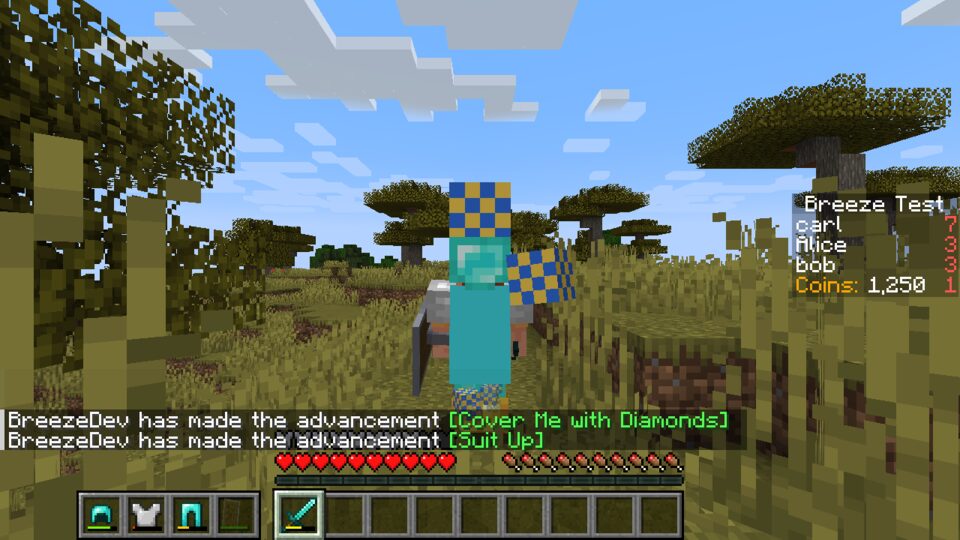 Breeze Test
carl 7
Alice 3
bob 3
Coins: 1,250 1
BreezeDev has made the advancement [Cover Me with Diamonds]
BreezeDev has made the advancement [Suit Up]